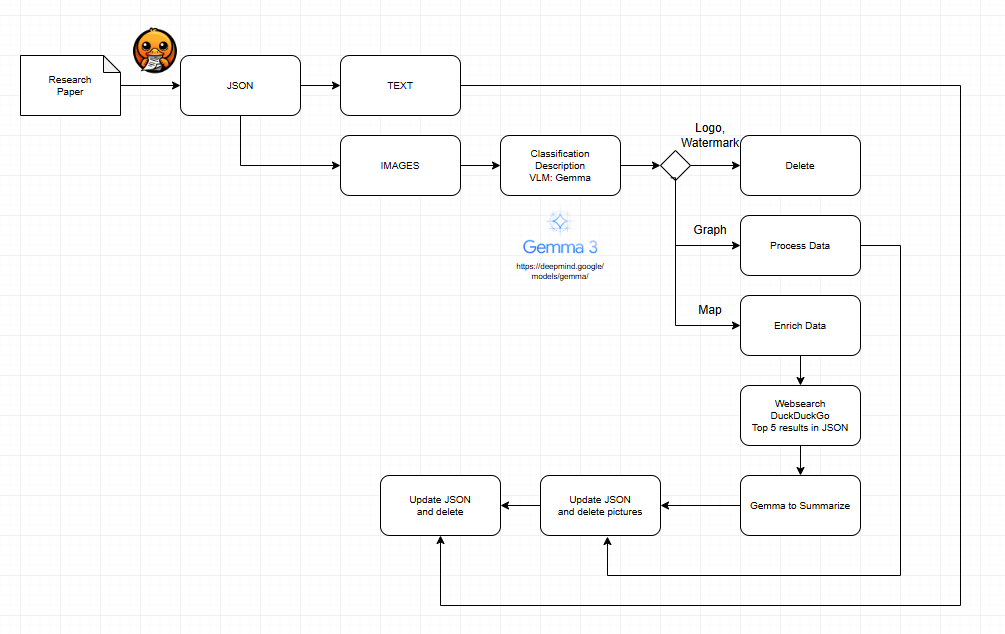 Research
Paper
JSON
TEXT
IMAGES
Classification
Description
VLM: Gemma
Logo,
Watermark
Delete
Graph
Process Data
Gemma 3
https://deepmind.google/
models/gemma/
Map
Enrich Data
Websearch
DuckDuckGo
Top 5 results in JSON
Update JSON
and delete
Update JSON
and delete pictures
Gemma to Summarize